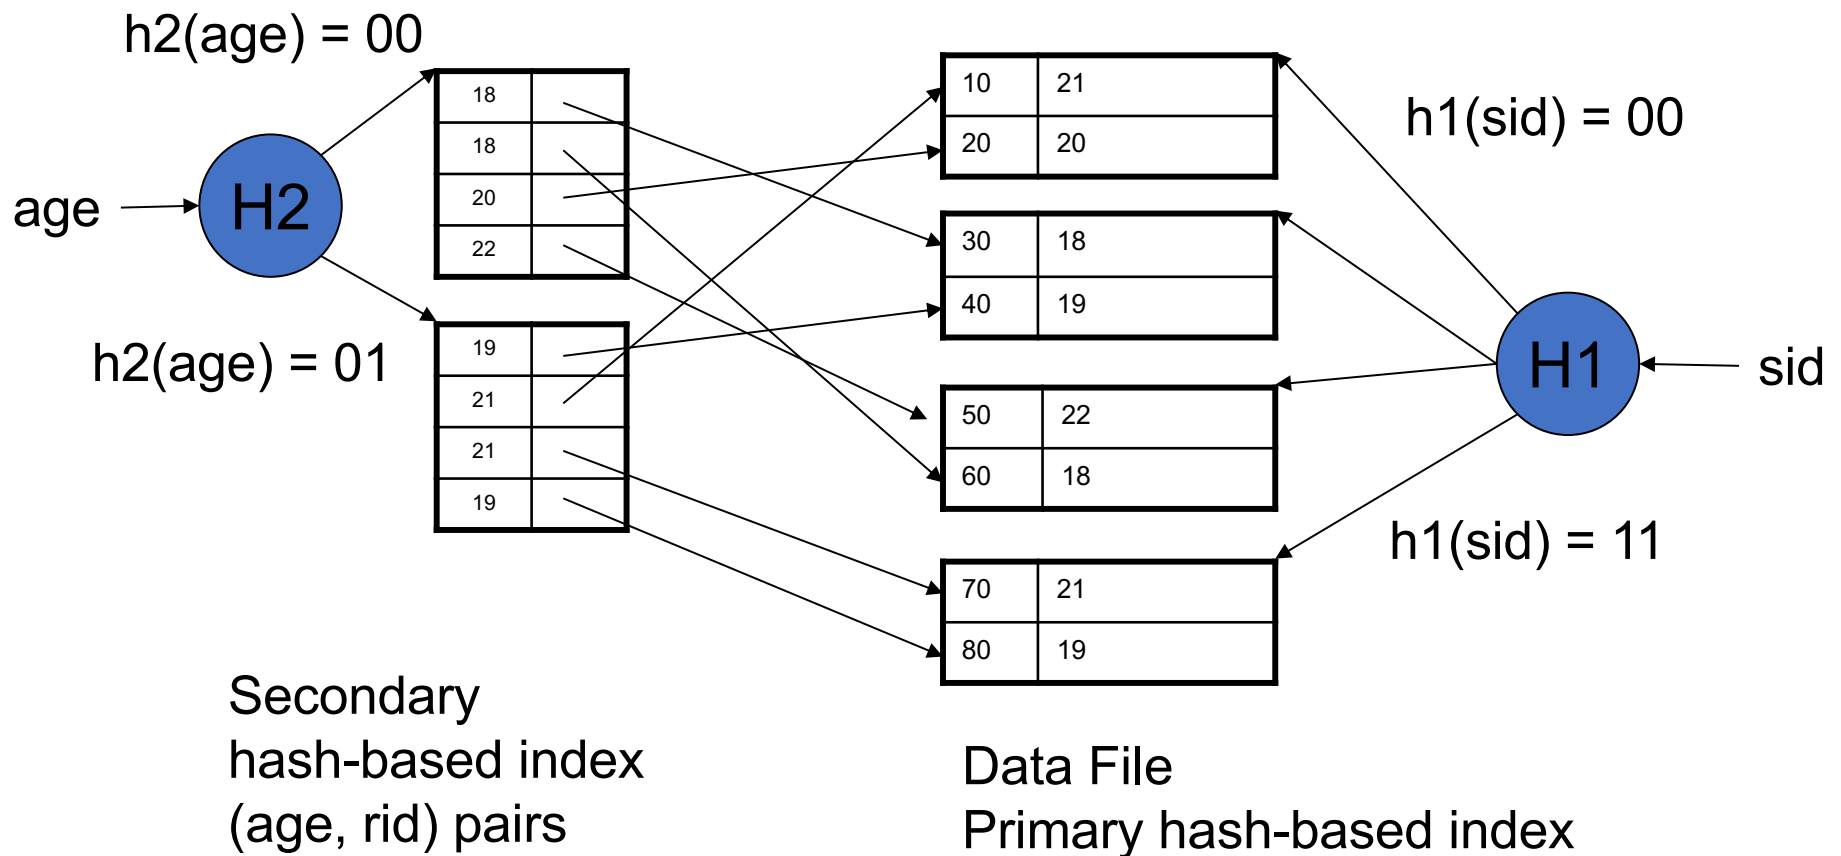 h2(age) = 00
age
H2
h2(age) = 01
18
18
20
22
19
21
21
19
10 21
20 20
30 18
40 19
50 22
60 18
70 21
80 19
h1(sid) = 00
H1
sid
h1(sid) = 11
Secondary
hash-based index
(age, rid) pairs
Data File
Primary hash-based index